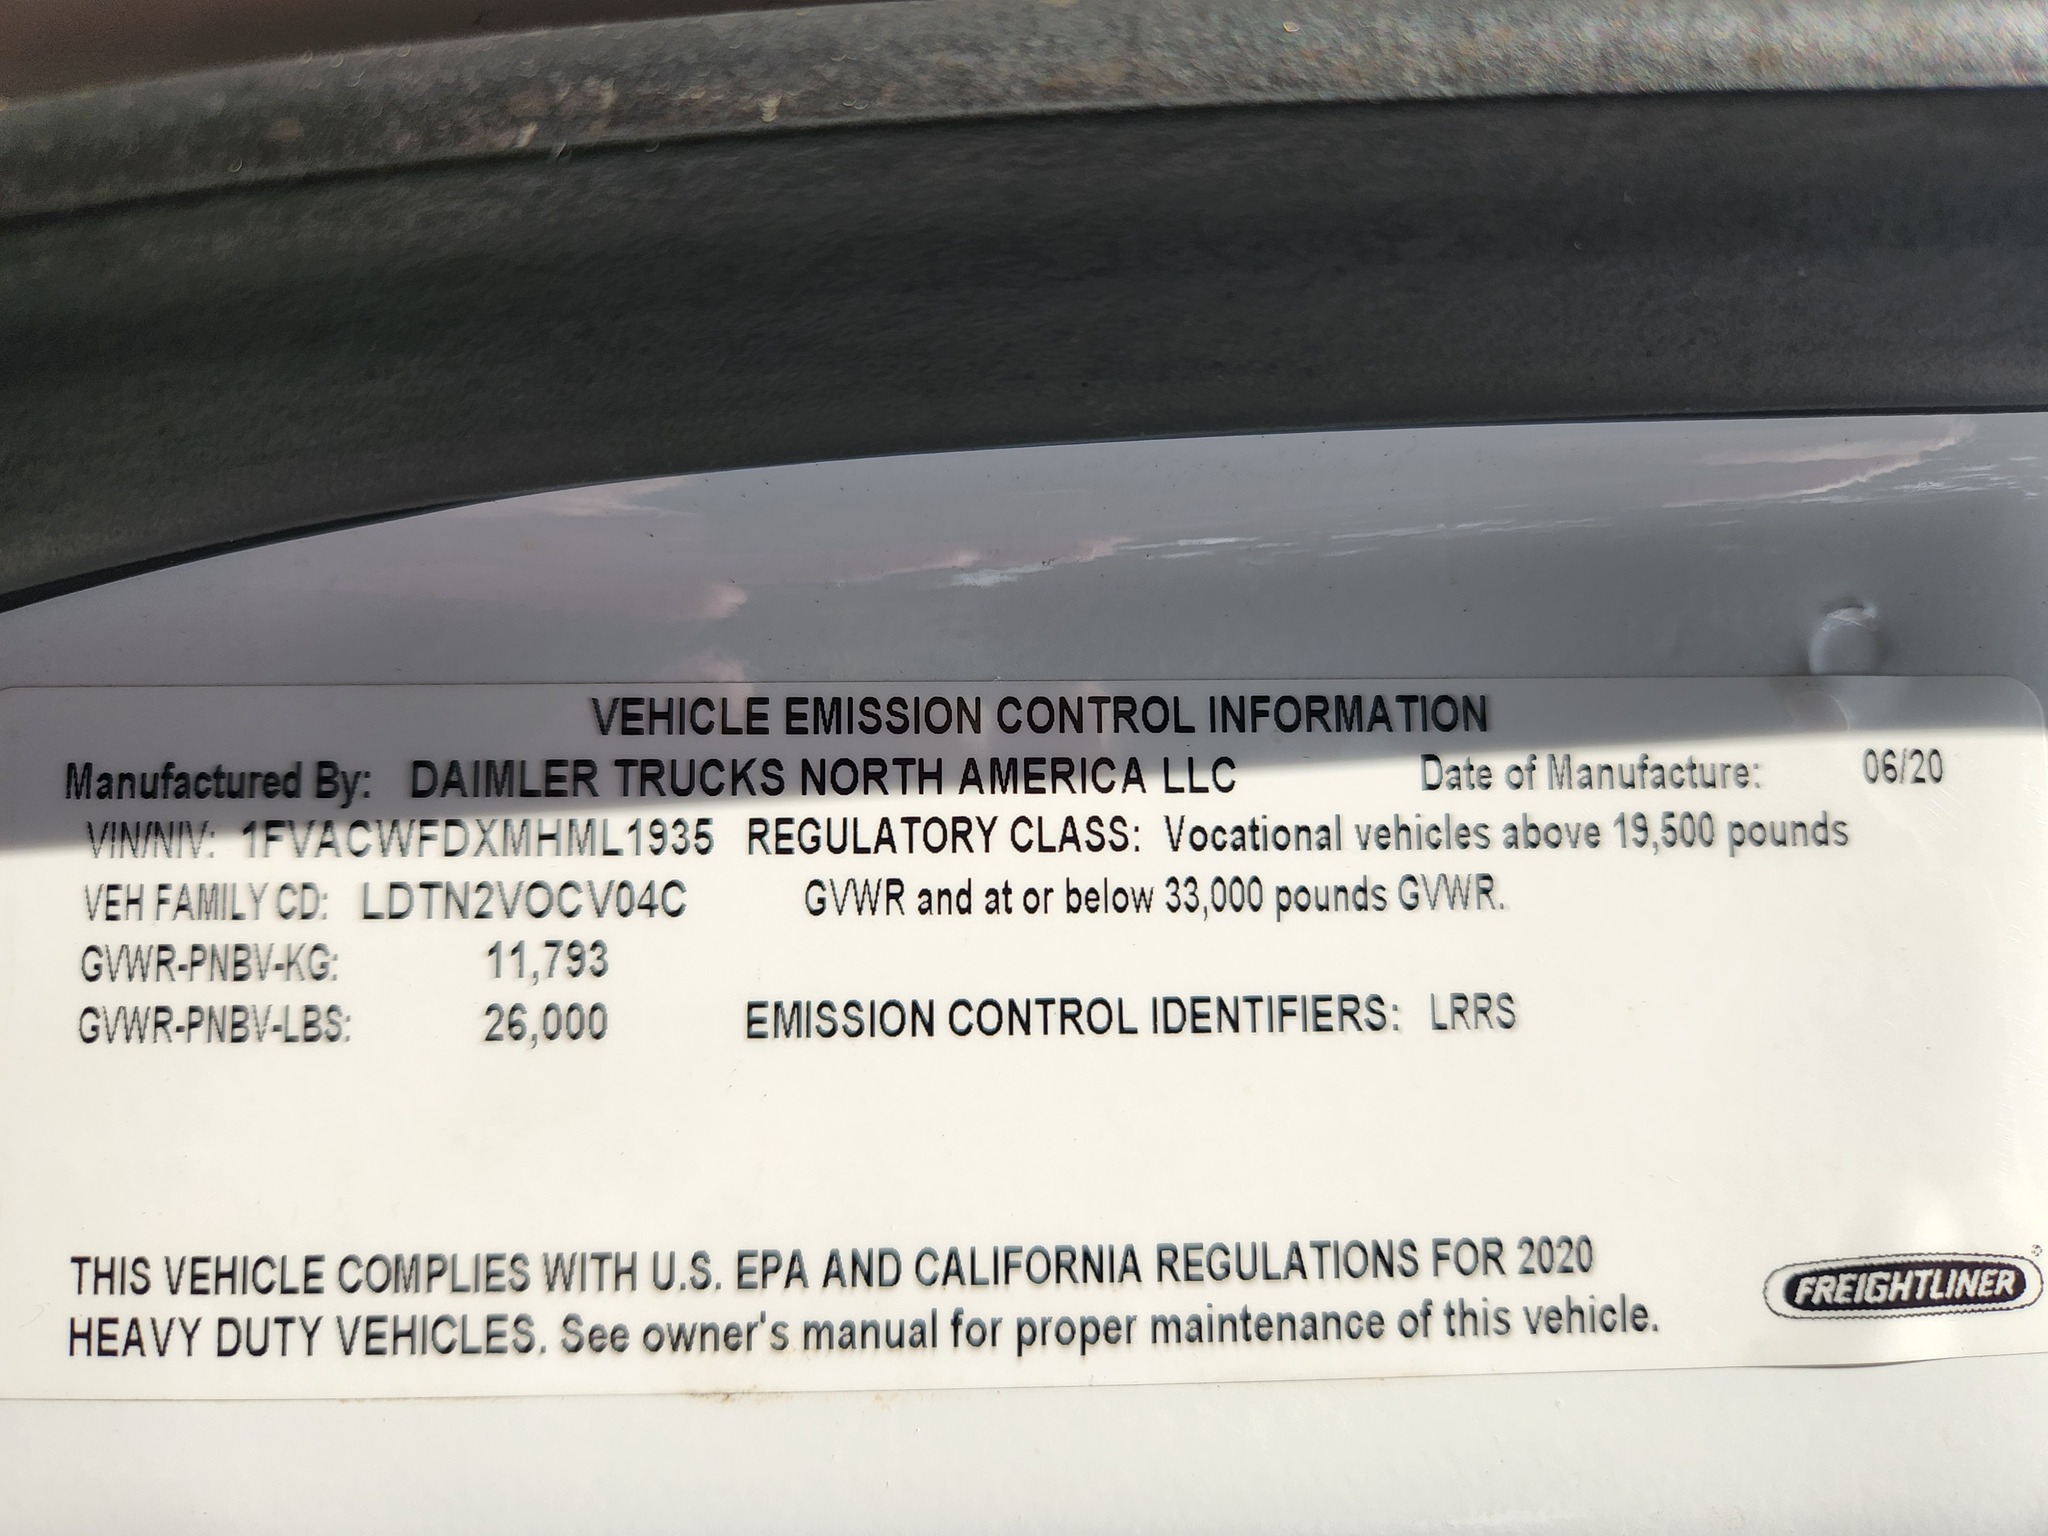 VEHICLE EMISSION CONTROL INFORMATION
Manufactured By: DAIMLER TRUCKS NORTH AMERICA LLC Date of Manufacture: 06/20
VIN/NIV: 1FVACWFDXMHML1935 REGULATORY CLASS: Vocational vehicles above 19,500 pounds
VEH FAMILY CD: LDTN2VOCV04C GVWR and at or below 33,000 pounds GVWR.
GVWR-PNBV-KG: 11,793
GVWR-PNBV-LBS: 26,000 EMISSION CONTROL IDENTIFIERS: LRRS
THIS VEHICLE COMPLIES WITH U.S. EPA AND CALIFORNIA REGULATIONS FOR 2020
HEAVY DUTY VEHICLES. See owner's manual for proper maintenance of this vehicle.
FREIGHTLINER®